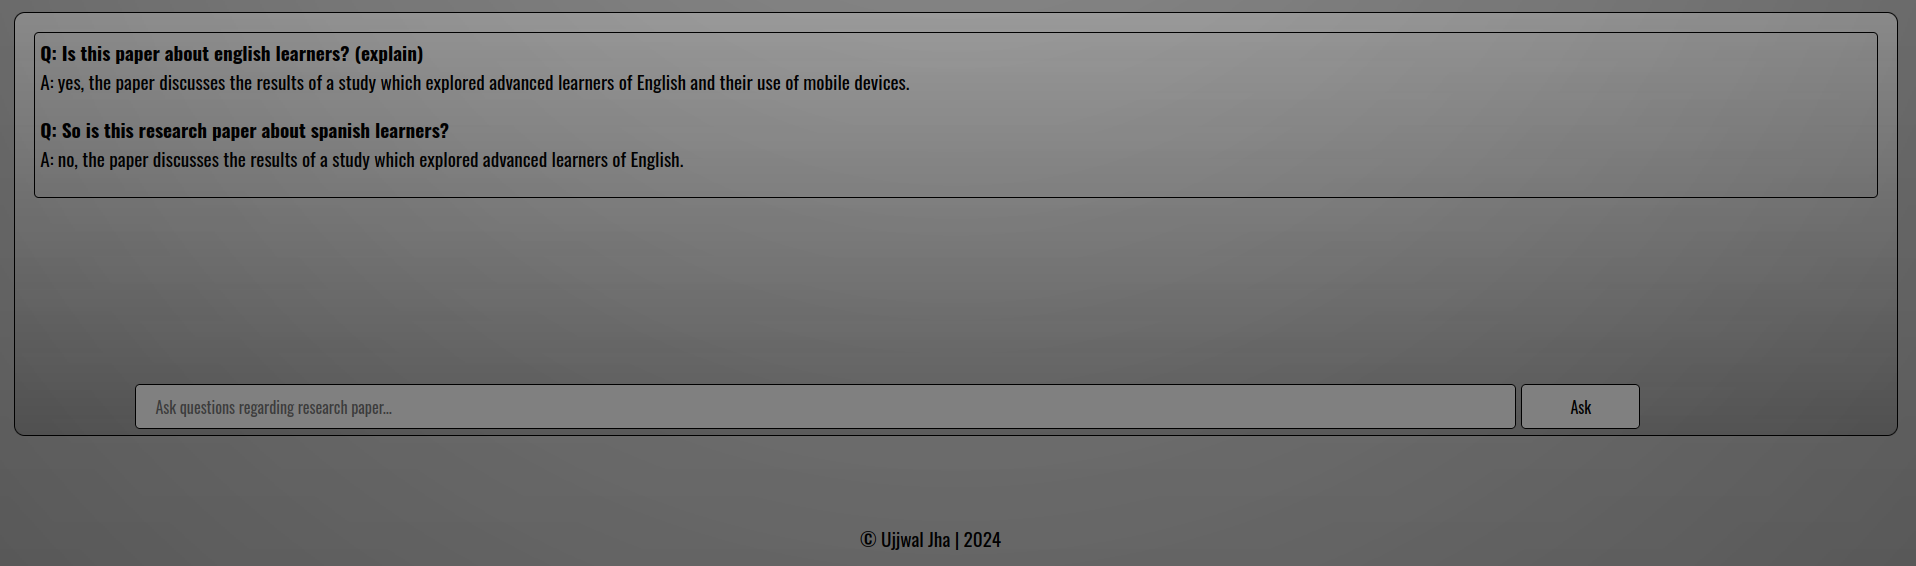 Q: Is this paper about english learners? (explain)
A: yes, the paper discusses the results of a study which explored advanced learners of English and their use of mobile devices.
Q: So is this research paper about spanish learners?
A: no, the paper discusses the results of a study which explored advanced learners of English.
Ask questions regarding research paper... Ask
© Ujjwal Jha | 2024